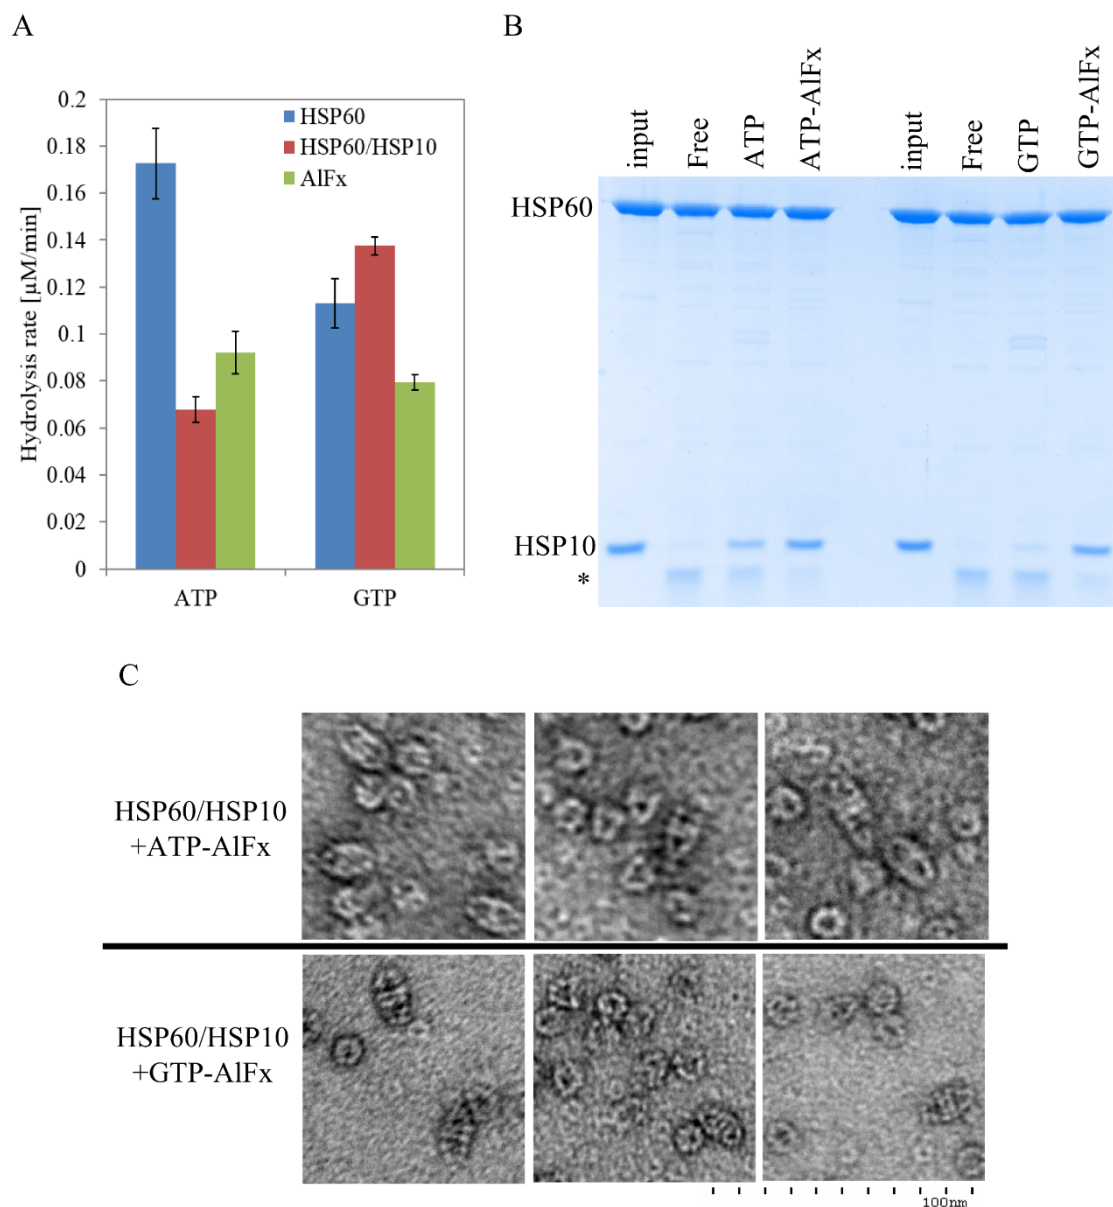 A
0.2
0.18
0.16
0.14
0.12
0.1
0.08
0.06
0.04
0.02
0
Hydrolysis rate [µM/min]
HSP60
HSP60/HSP10
AlFx
ATP
GTP
B
input
Free
ATP
ATP-AlFx
input
Free
GTP
GTP-AlFx
HSP60
HSP10
*
C
HSP60/HSP10
+ATP-AlFx
HSP60/HSP10
+GTP-AlFx
100nm